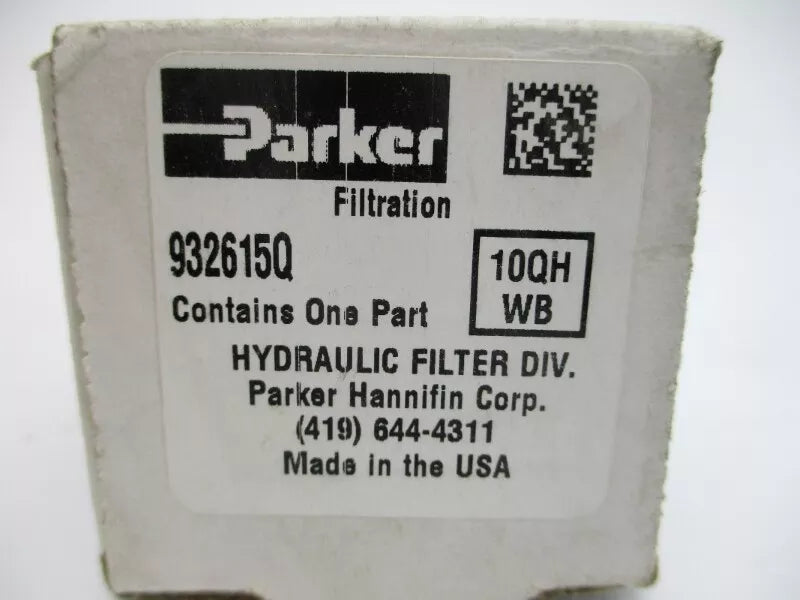 Parker
Filtration
932615Q
Contains One Part
10QH
WB
HYDRAULIC FILTER DIV.
Parker Hannifin Corp.
(419) 644-4311
Made in the USA